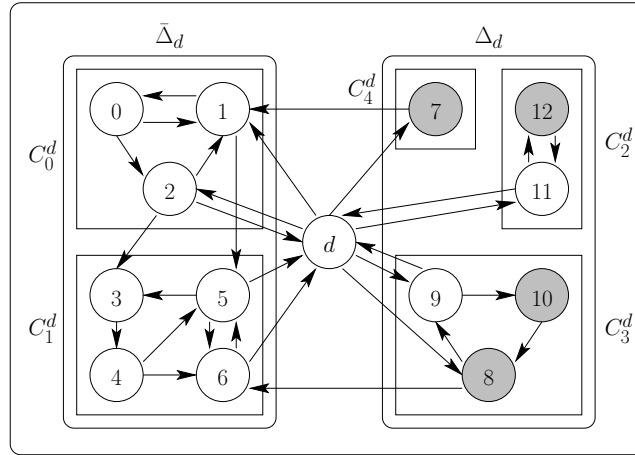 Δ̄_d Δ_d
0 1 C_4^d 7 12
C_0^d C_2^d
2 11
d
3 5 9 10
C_1^d C_3^d
4 6 8